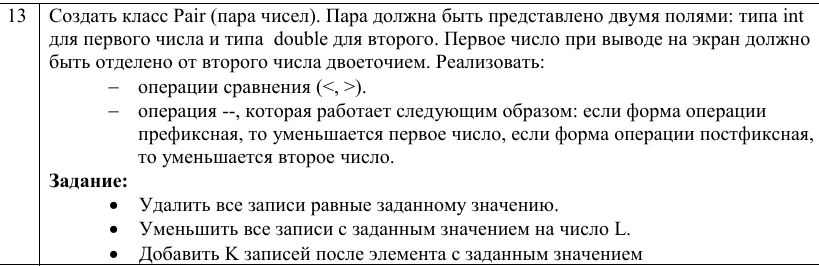 13 Создать класс Pair (пара чисел). Пара должна быть представлено двумя полями: типа int
для первого числа и типа double для второго. Первое число при выводе на экран должно
быть отделено от второго числа двоеточием. Реализовать:
– операции сравнения (<, >).
– операция --, которая работает следующим образом: если форма операции
префиксная, то уменьшается первое число, если форма операции постфиксная,
то уменьшается второе число.
Задание:
• Удалить все записи равные заданному значению.
• Уменьшить все записи с заданным значением на число L.
• Добавить K записей после элемента с заданным значением